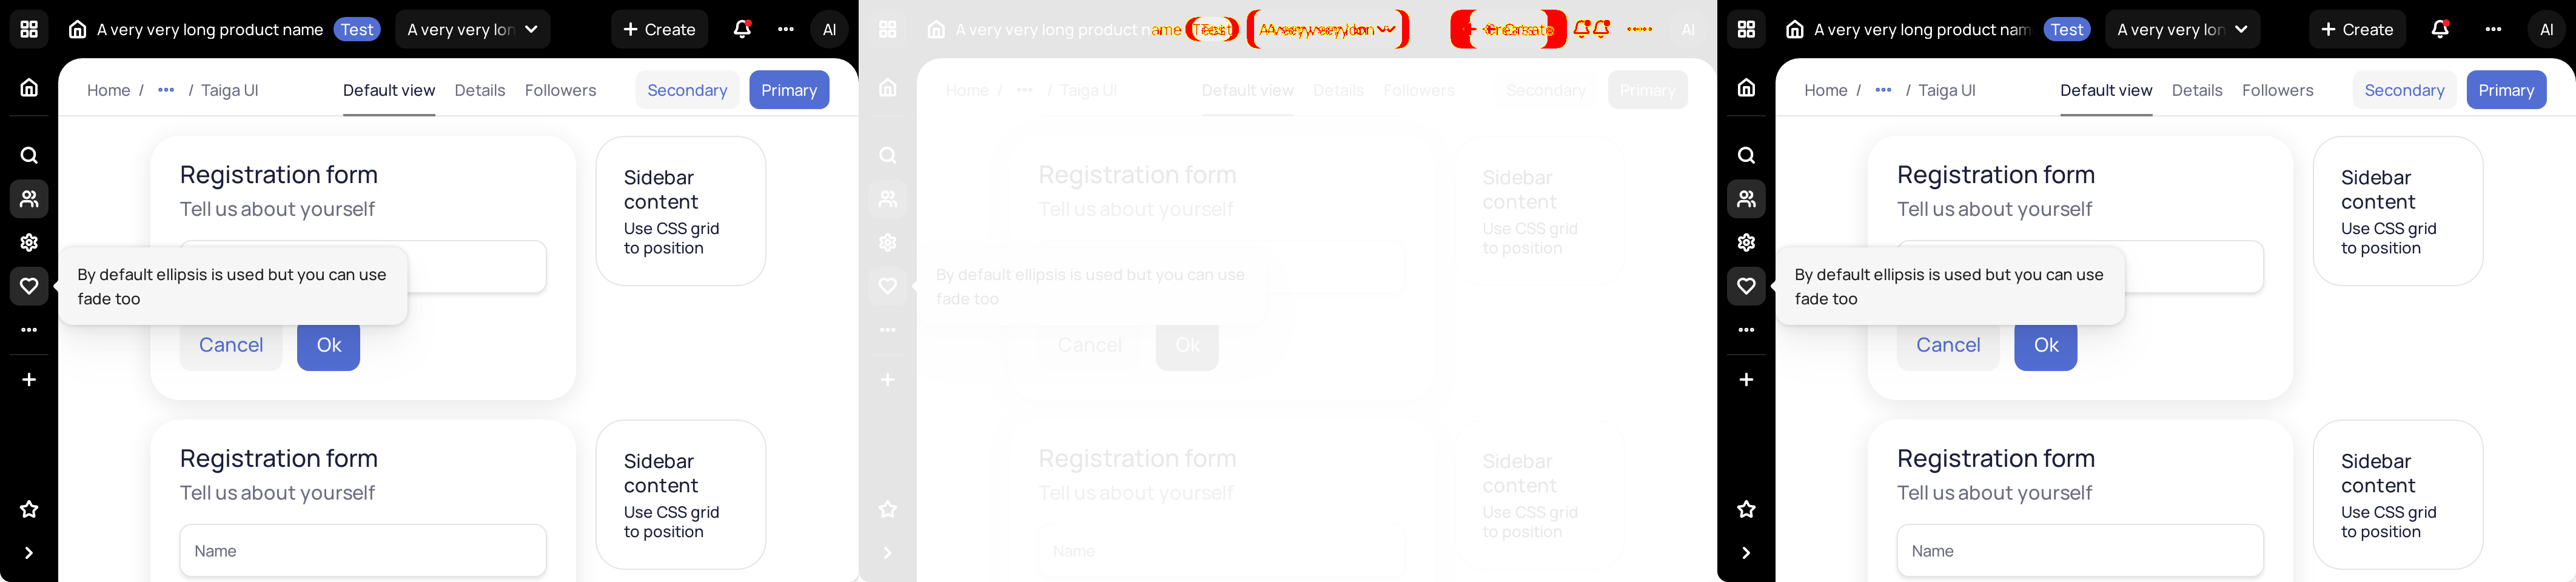 A very very long product name Test A very very lon + Create AI
Home / ••• / Taiga UI Default view Details Followers Secondary Primary
Registration form
Tell us about yourself
By default ellipsis is used but you can use
fade too
Cancel Ok
Sidebar
content
Use CSS grid
to position
Registration form
Tell us about yourself
Name
Sidebar
content
Use CSS grid
to position
A very very long product name Test A very very lon Create AI
Home / ••• / Taiga UI Default view Details Followers Secondary Primary
Registration form
Tell us about yourself
By default ellipsis is used but you can use
fade too
Cancel Ok
Sidebar
content
Use CSS grid
to position
Registration form
Tell us about yourself
Name
Sidebar
content
Use CSS grid
to position
A very very long product nam Test A very very lon + Create AI
Home / ••• / Taiga UI Default view Details Followers Secondary Primary
Registration form
Tell us about yourself
By default ellipsis is used but you can use
fade too
Cancel Ok
Sidebar
content
Use CSS grid
to position
Registration form
Tell us about yourself
Name
Sidebar
content
Use CSS grid
to position